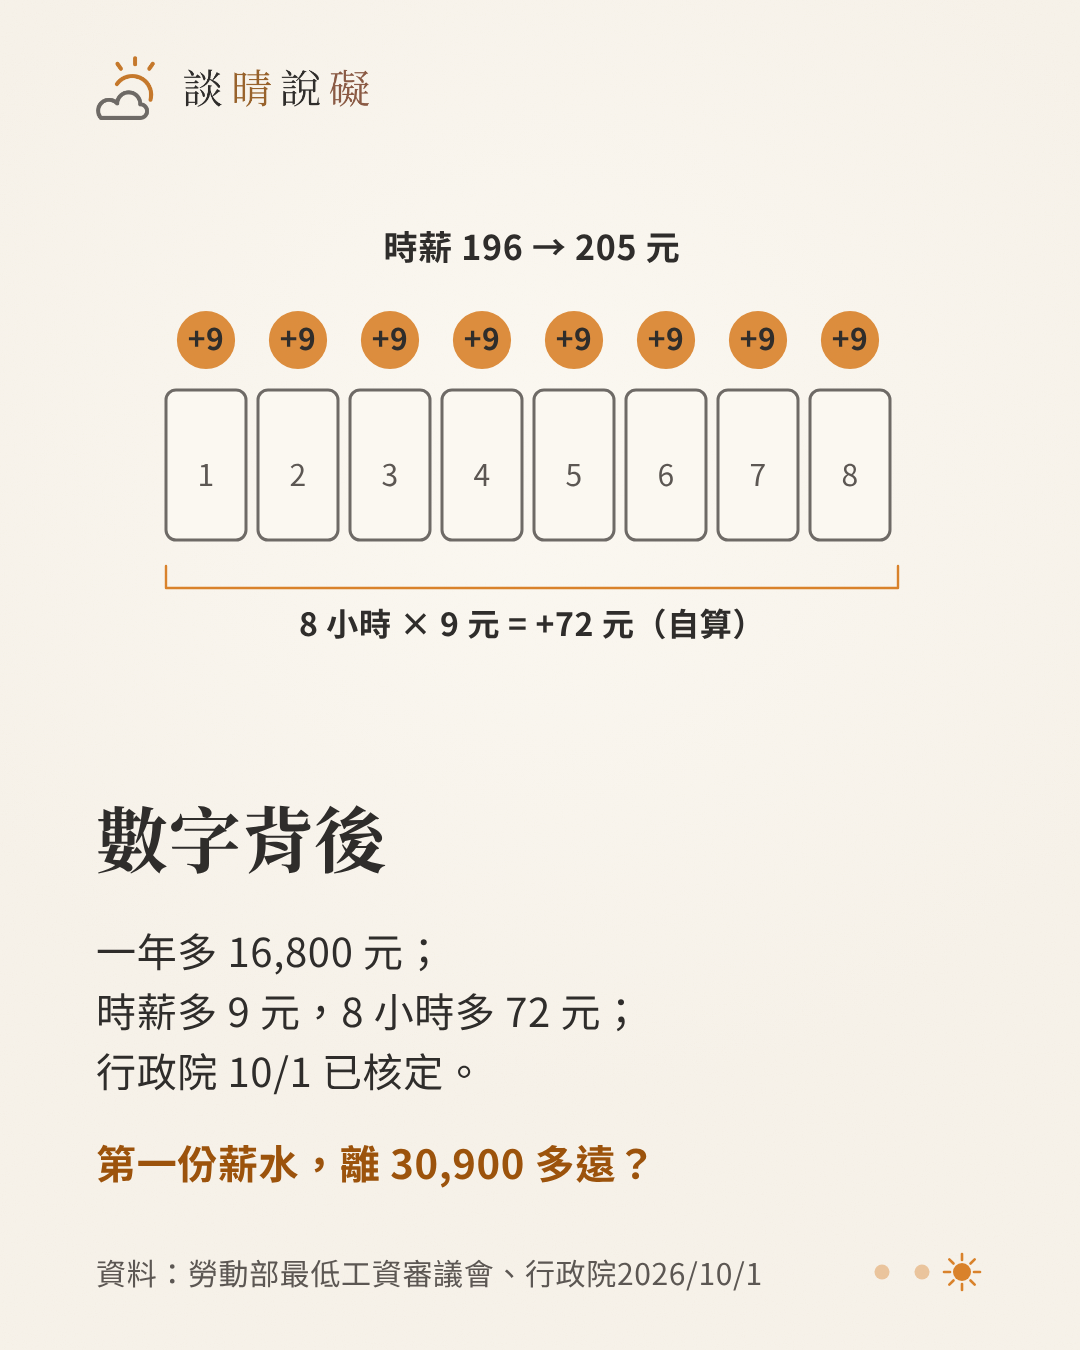 談晴說礙
時薪 196 → 205 元
+9 +9 +9 +9 +9 +9 +9 +9
1 2 3 4 5 6 7 8
8 小時 × 9 元 = +72 元（自算）
數字背後
一年多 16,800 元；
時薪多 9 元，8 小時多 72 元；
行政院 10/1 已核定。
第一份薪水，離 30,900 多遠？
資料：勞動部最低工資審議會、行政院2026/10/1